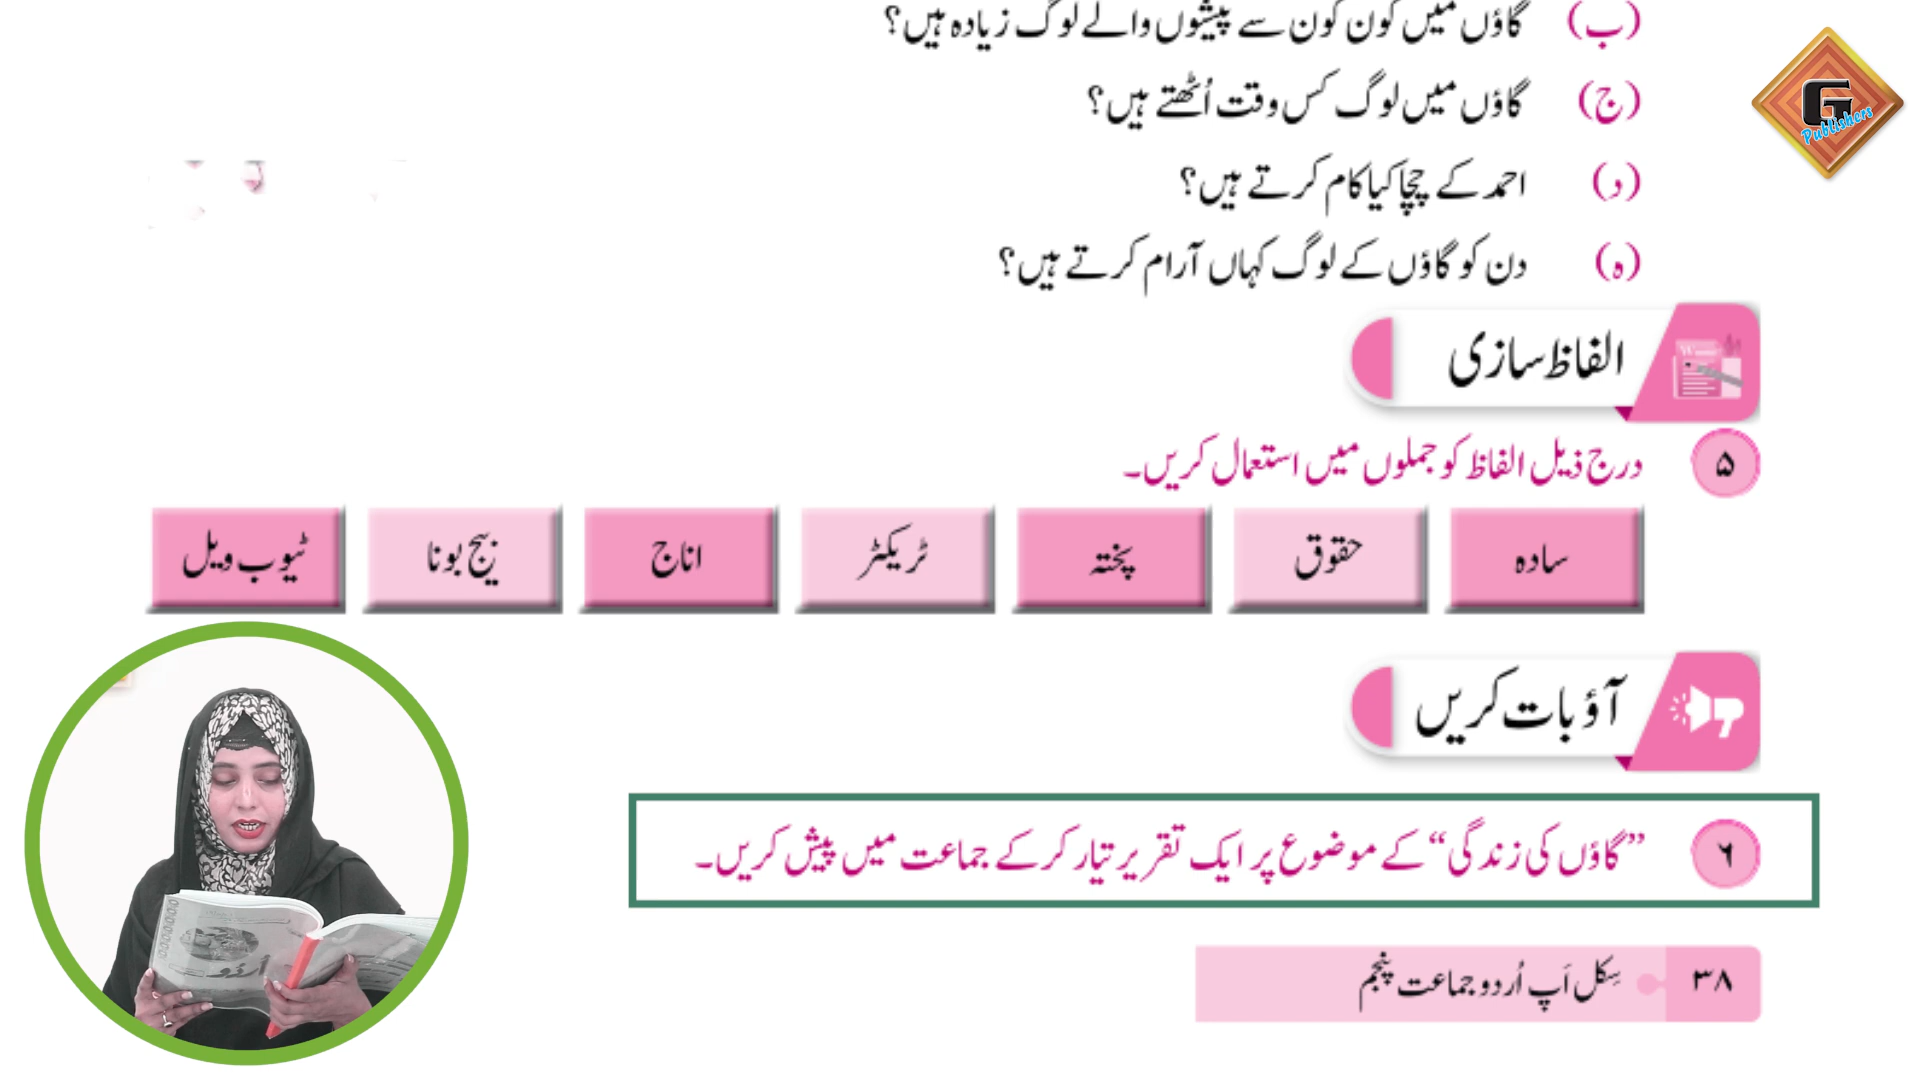 (ب) گاؤں میں کون کون سے پیشوں والے لوگ زیادہ ہیں؟
(ج) گاؤں میں لوگ کس وقت اُٹھتے ہیں؟
(د) احمد کے چچا کیا کام کرتے ہیں؟
(ہ) دن کو گاؤں کے لوگ کہاں آرام کرتے ہیں؟
الفاظ سازی
۵ درج ذیل الفاظ کو جملوں میں استعمال کریں۔
سادہ حقوق پختہ ٹریکٹر اناج بیج بونا ٹیوب ویل
آؤ بات کریں
۶ ”گاؤں کی زندگی“ کے موضوع پر ایک تقریر تیار کر کے جماعت میں پیش کریں۔
۳۸ سِکل اَپ اُردو جماعت پنجم
G Publishers
اُردو